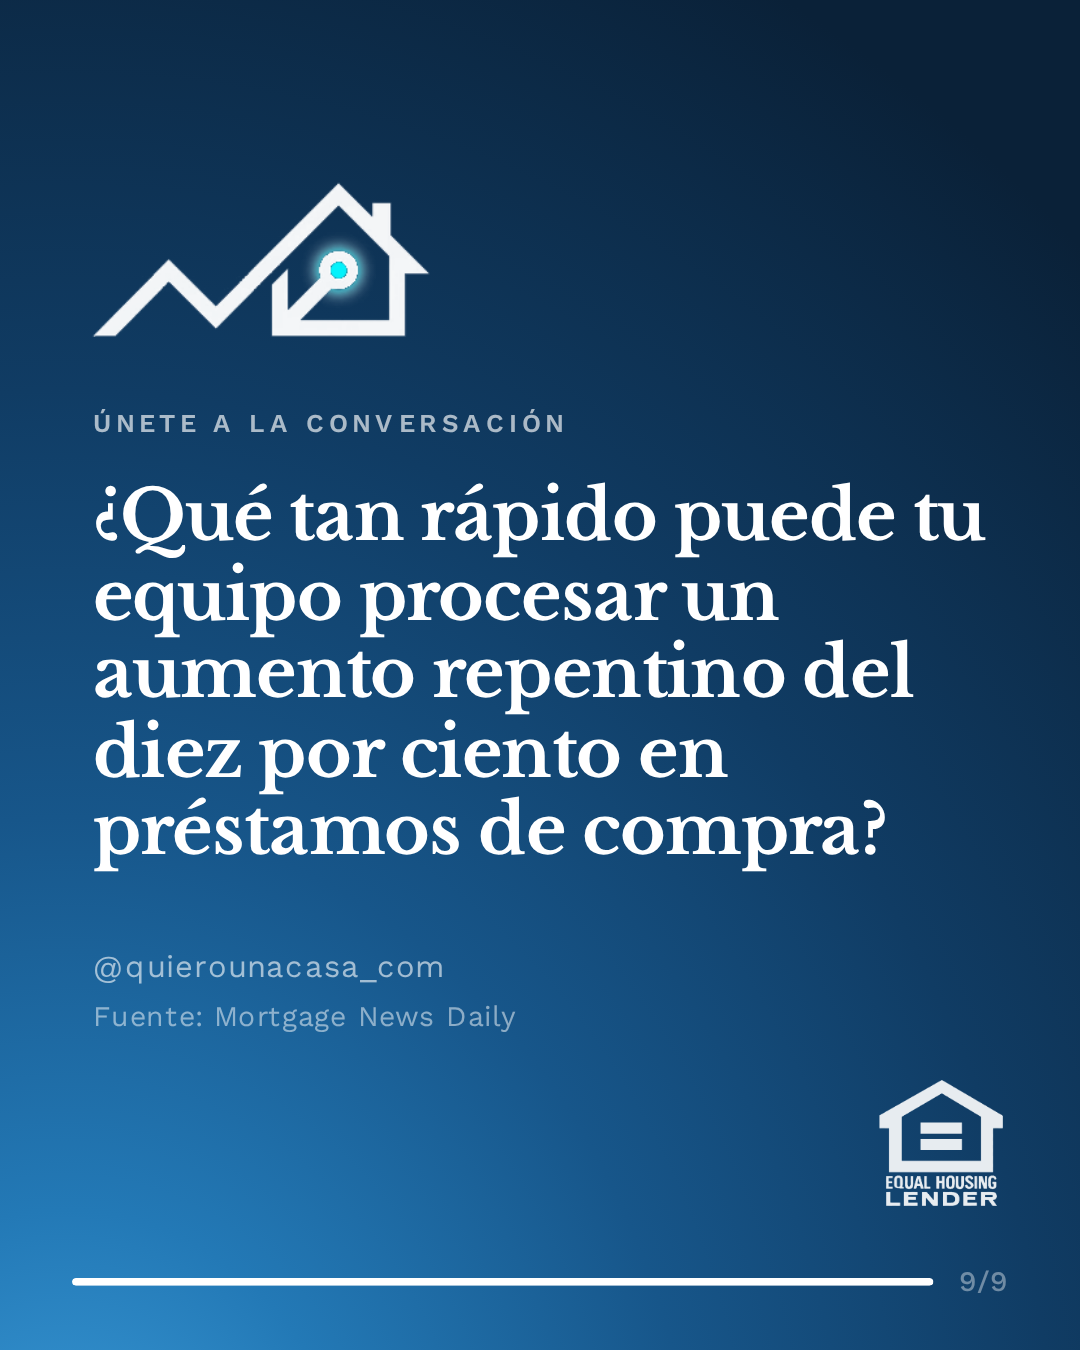 ÚNETE A LA CONVERSACIÓN
¿Qué tan rápido puede tu
equipo procesar un
aumento repentino del
diez por ciento en
préstamos de compra?
@quierounacasa_com
Fuente: Mortgage News Daily
EQUAL HOUSING
LENDER
9/9